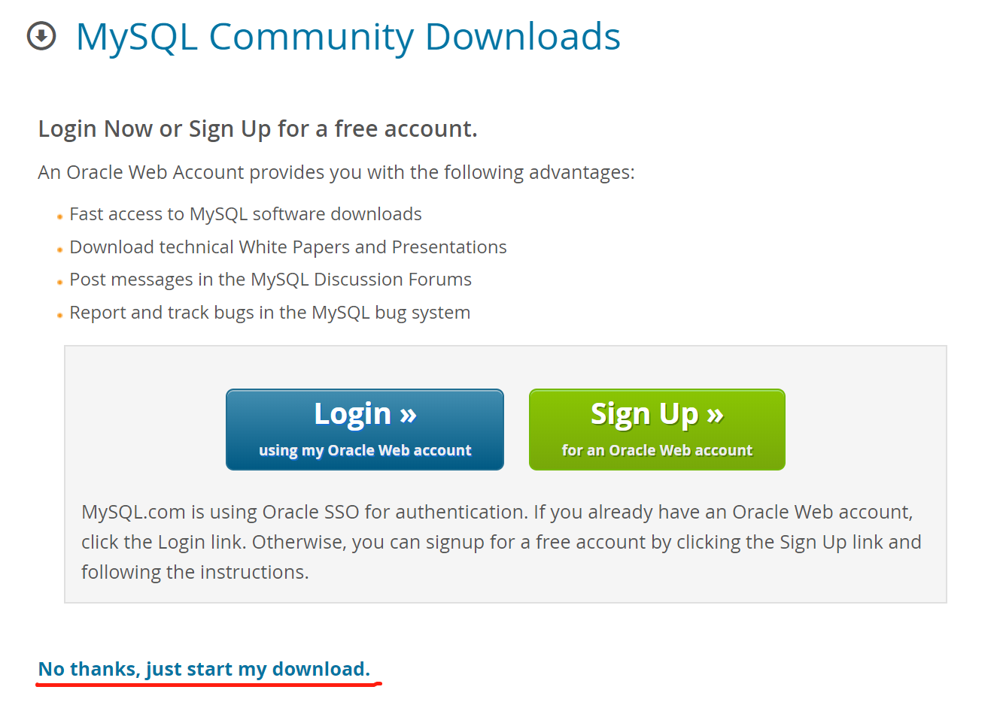 MySQL Community Downloads
Login Now or Sign Up for a free account.
An Oracle Web Account provides you with the following advantages:
Fast access to MySQL software downloads
Download technical White Papers and Presentations
Post messages in the MySQL Discussion Forums
Report and track bugs in the MySQL bug system
Login »
using my Oracle Web account
Sign Up »
for an Oracle Web account
MySQL.com is using Oracle SSO for authentication. If you already have an Oracle Web account,
click the Login link. Otherwise, you can signup for a free account by clicking the Sign Up link and
following the instructions.
No thanks, just start my download.